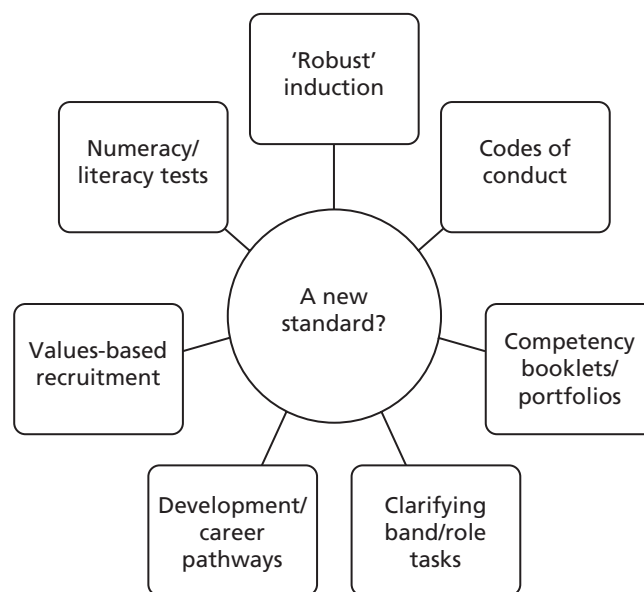 ‘Robust’
induction
Codes of
conduct
Competency
booklets/
portfolios
Clarifying
band/role
tasks
Development/
career
pathways
Values-based
recruitment
Numeracy/
literacy tests
A new
standard?